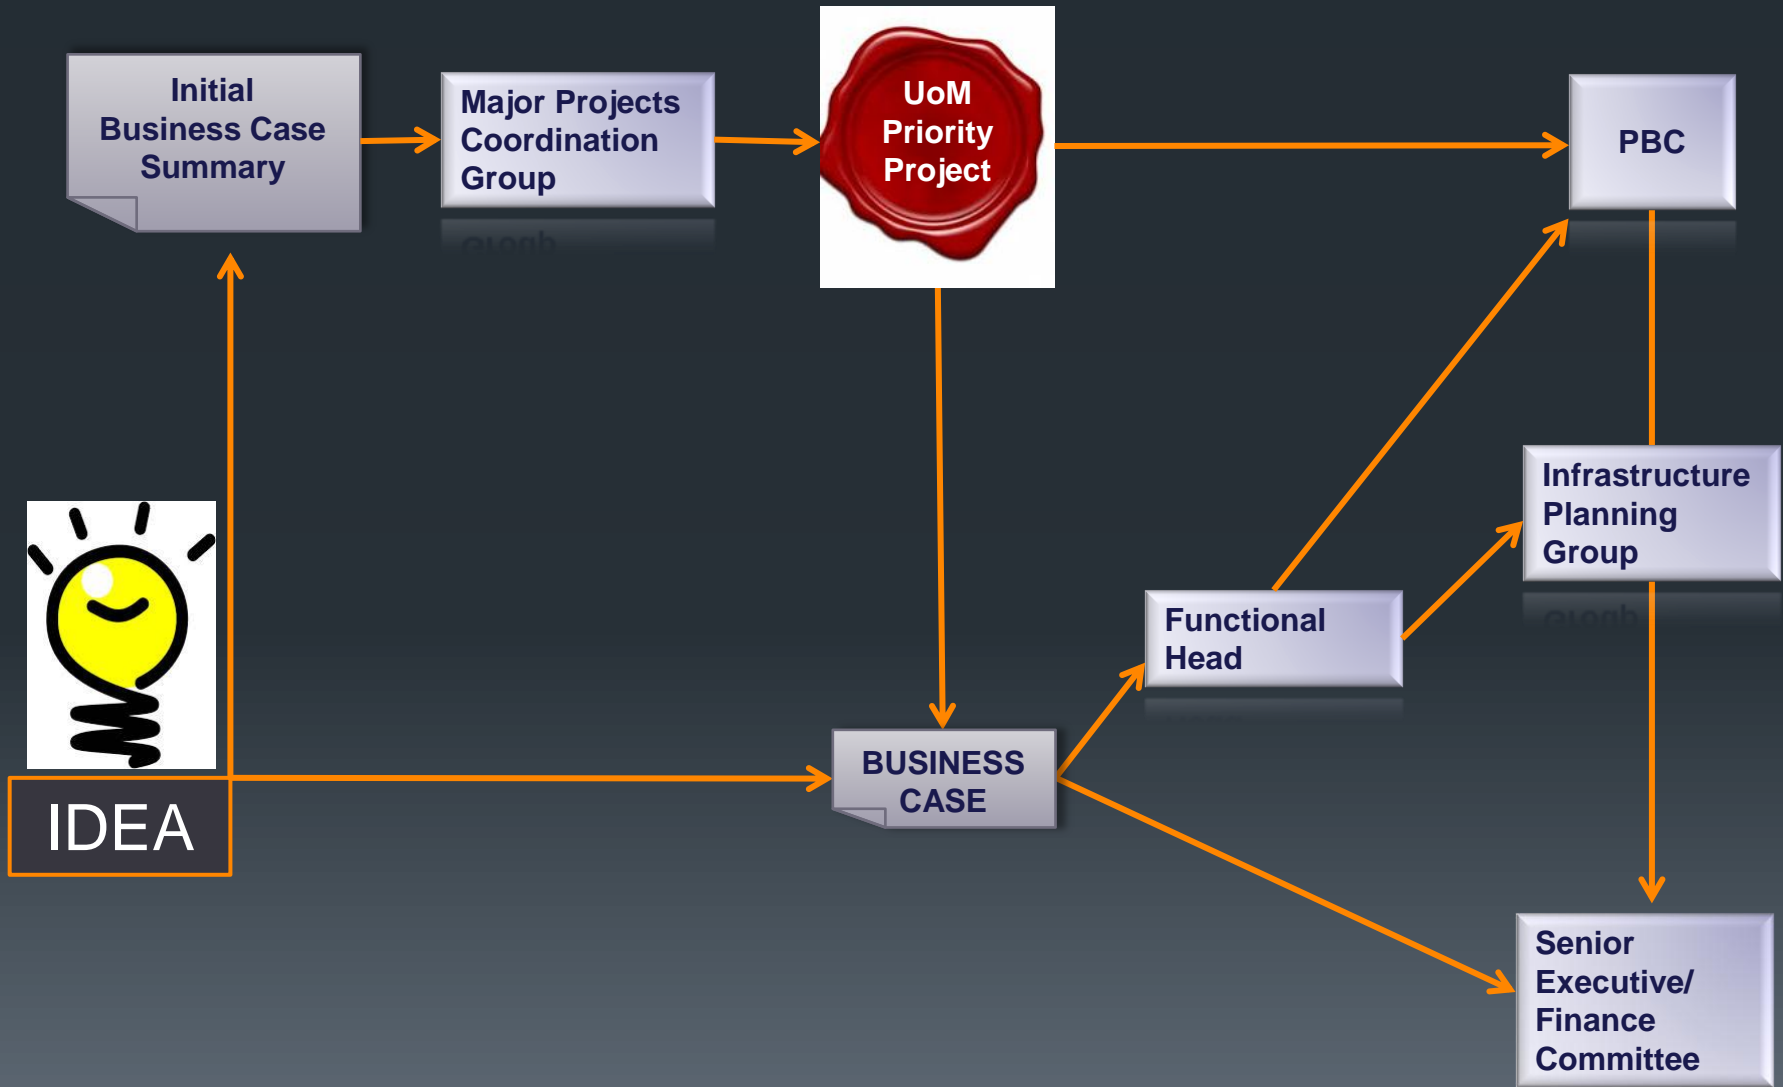 Initial
Business Case
Summary
Major Projects
Coordination
Group
UoM
Priority
Project
PBC
Infrastructure
Planning
Group
Functional
Head
BUSINESS
CASE
IDEA
Senior
Executive/
Finance
Committee